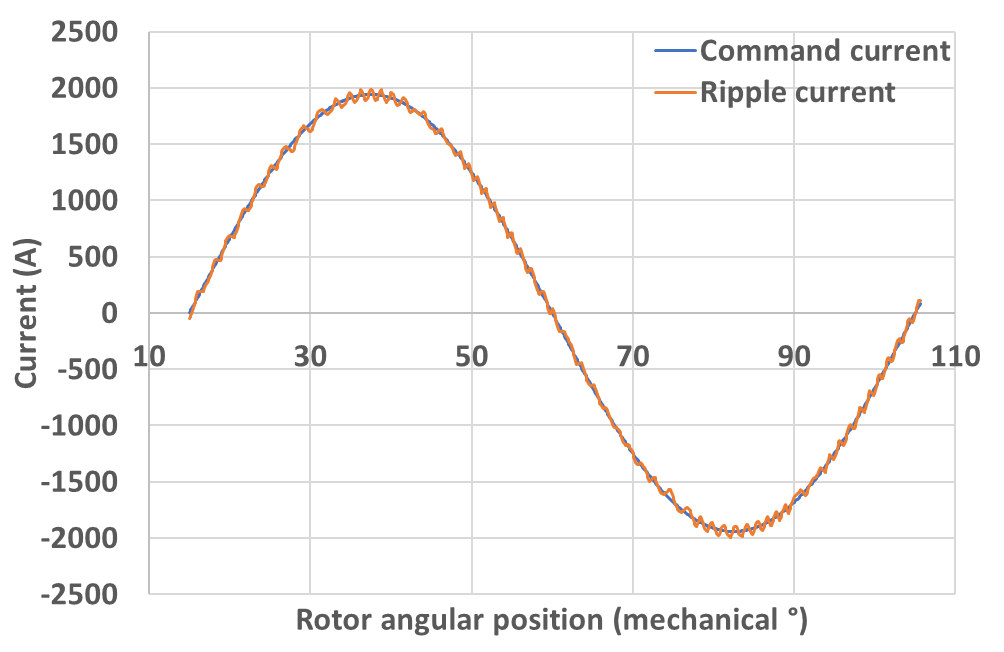 2500
2000
1500
1000
500
0
-500
-1000
-1500
-2000
-2500
10 30 50 70 90 110
Current (A)
Rotor angular position (mechanical °)
Command current
Ripple current